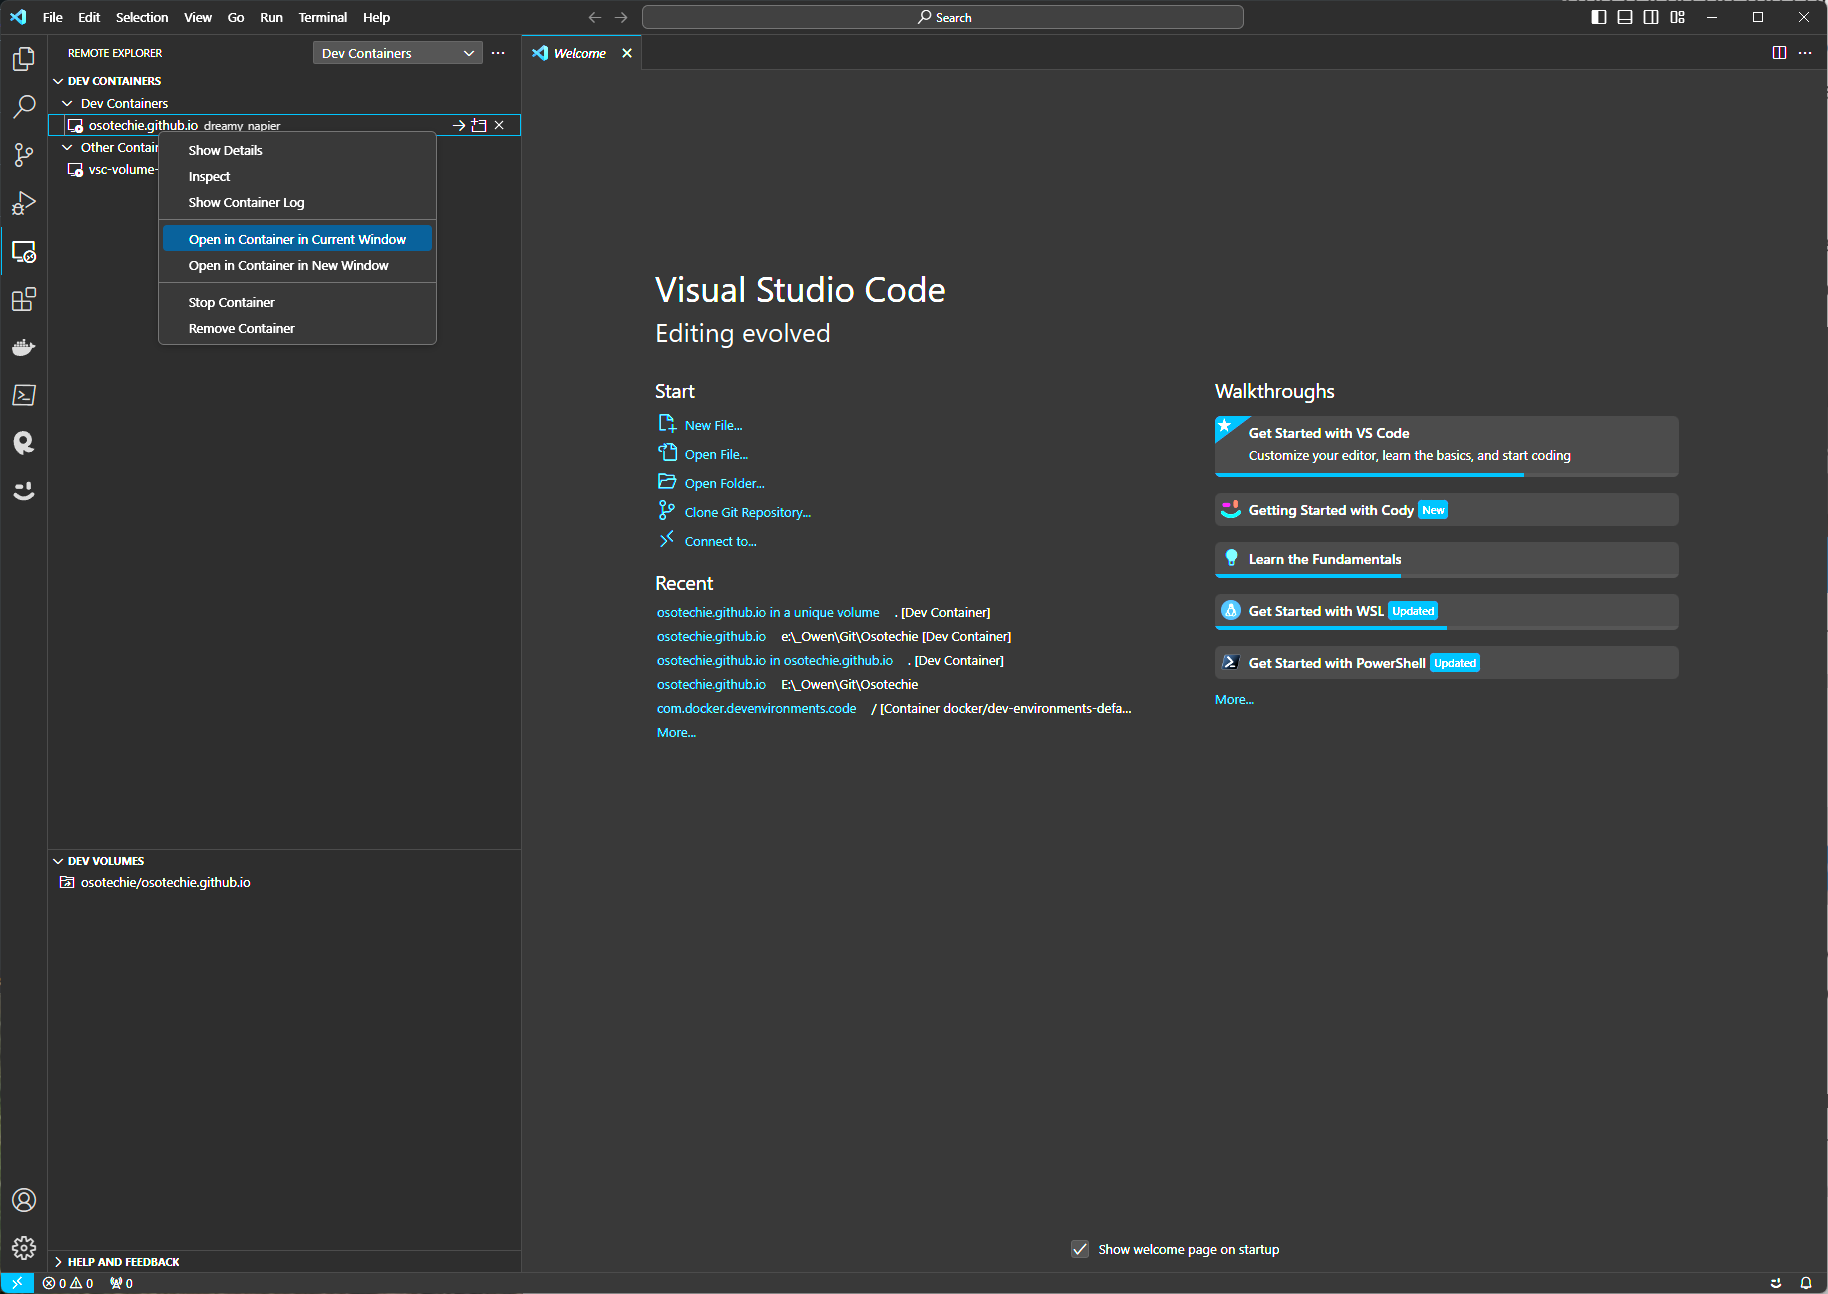 File Edit Selection View Go Run Terminal Help
Search
REMOTE EXPLORER
Dev Containers
Welcome
DEV CONTAINERS
Dev Containers
osotechie.github.io dreamy_napier
Other Contain
vsc-volume-
Show Details
Inspect
Show Container Log
Open in Container in Current Window
Open in Container in New Window
Stop Container
Remove Container
Visual Studio Code
Editing evolved
Start
New File...
Open File...
Open Folder...
Clone Git Repository...
Connect to...
Recent
osotechie.github.io in a unique volume . [Dev Container]
osotechie.github.io e:\_Owen\Git\Osotechie [Dev Container]
osotechie.github.io in osotechie.github.io . [Dev Container]
osotechie.github.io E:\_Owen\Git\Osotechie
com.docker.devenvironments.code / [Container docker/dev-environments-defa...
More...
Walkthroughs
Get Started with VS Code
Customize your editor, learn the basics, and start coding
Getting Started with Cody New
Learn the Fundamentals
Get Started with WSL Updated
Get Started with PowerShell Updated
More...
DEV VOLUMES
osotechie/osotechie.github.io
Show welcome page on startup
HELP AND FEEDBACK
0 0 0